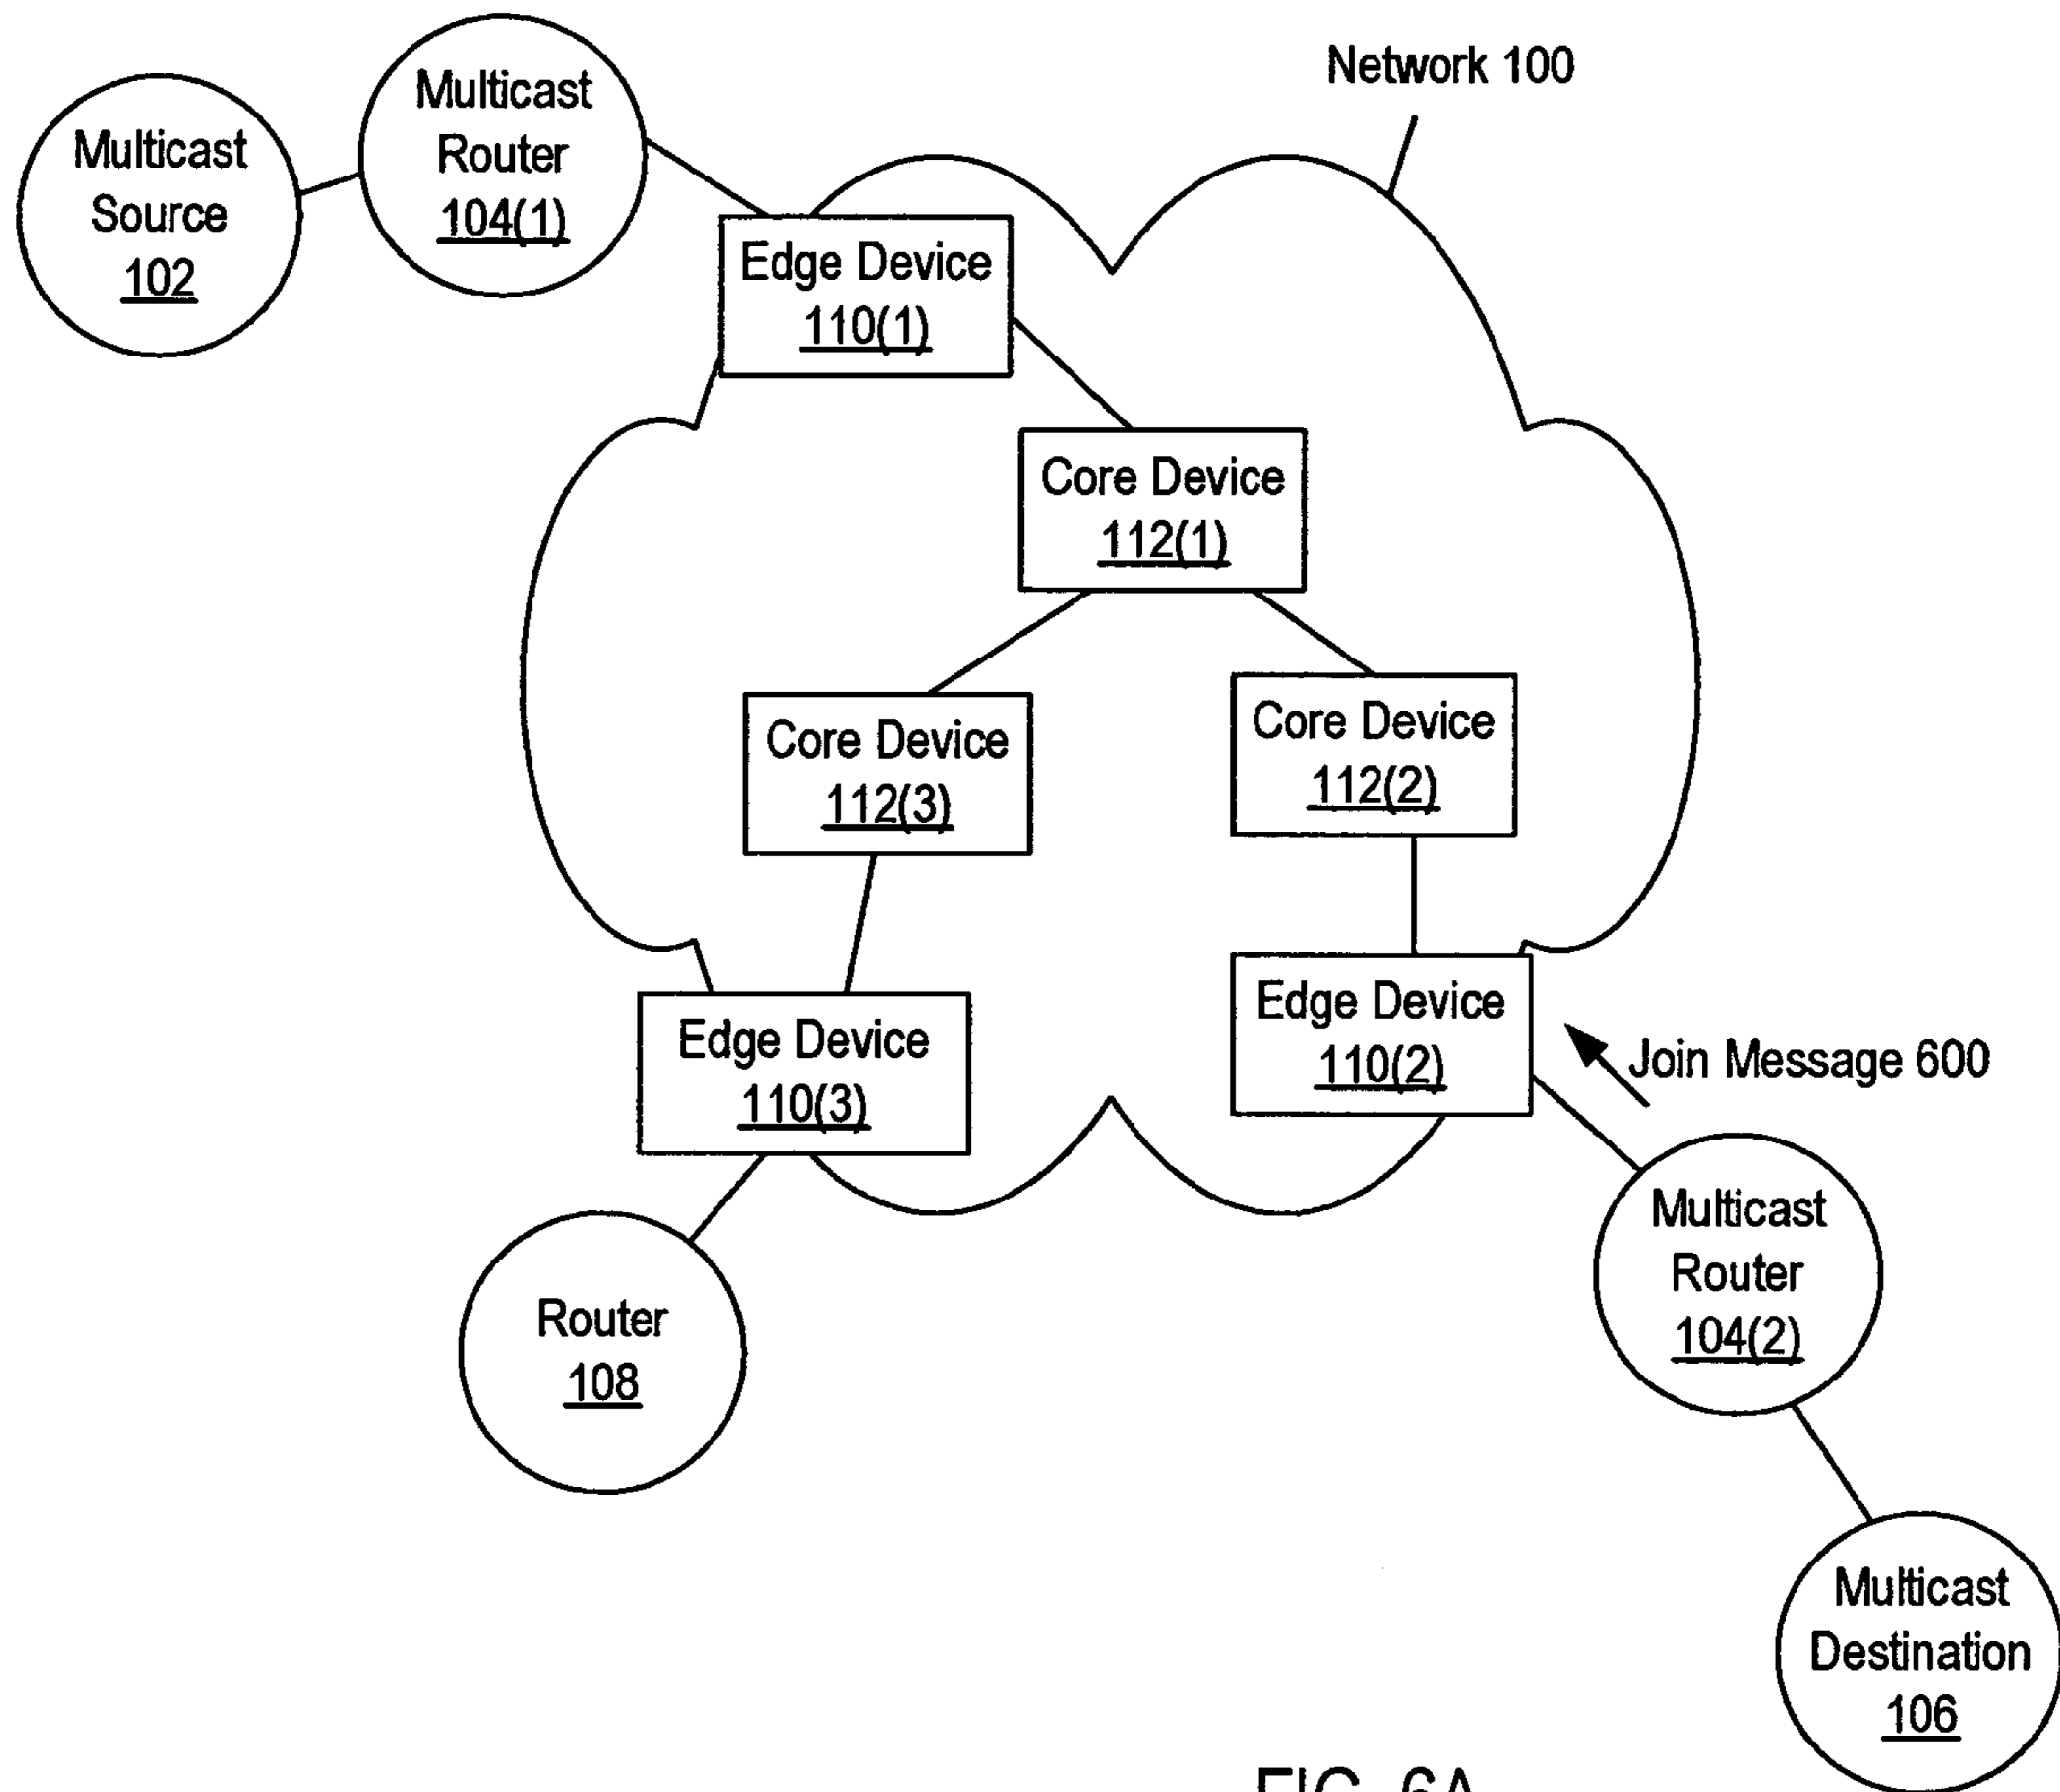 Network 100
Multicast
Router
104(1)
Multicast
Source
102
Edge Device
110(1)
Core Device
112(1)
Core Device
112(3)
Core Device
112(2)
Edge Device
110(3)
Edge Device
110(2)
Join Message 600
Multicast
Router
104(2)
Router
108
Multicast
Destination
106
FIG. 6A